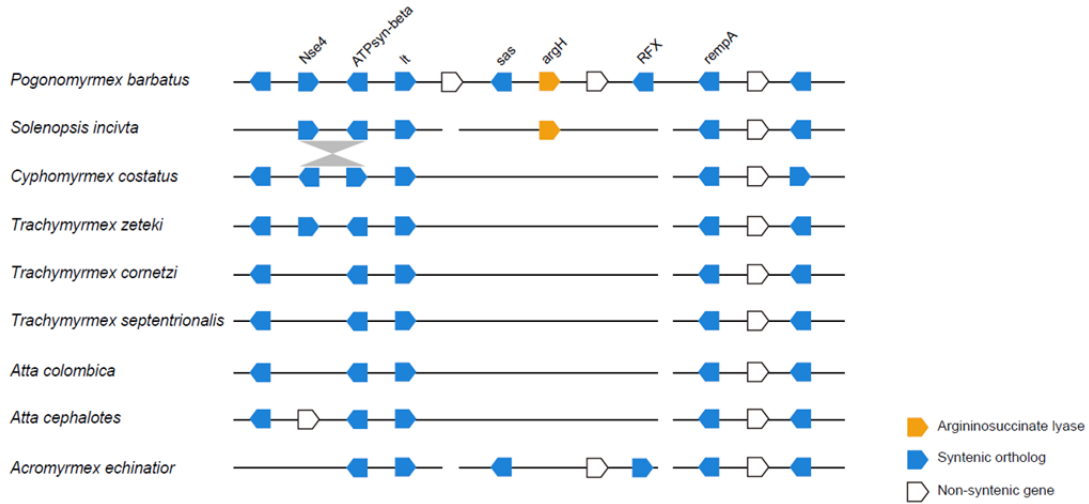 Nse4
ATPsyn-beta
lt
sas
argH
RFX
rempA
Pogonomyrmex barbatus
Solenopsis incivta
Cyphomyrmex costatus
Trachymyrmex zeteki
Trachymyrmex cornetzi
Trachymyrmex septentrionalis
Atta colombica
Atta cephalotes
Acromyrmex echinatior
Argininosuccinate lyase
Syntenic ortholog
Non-syntenic gene